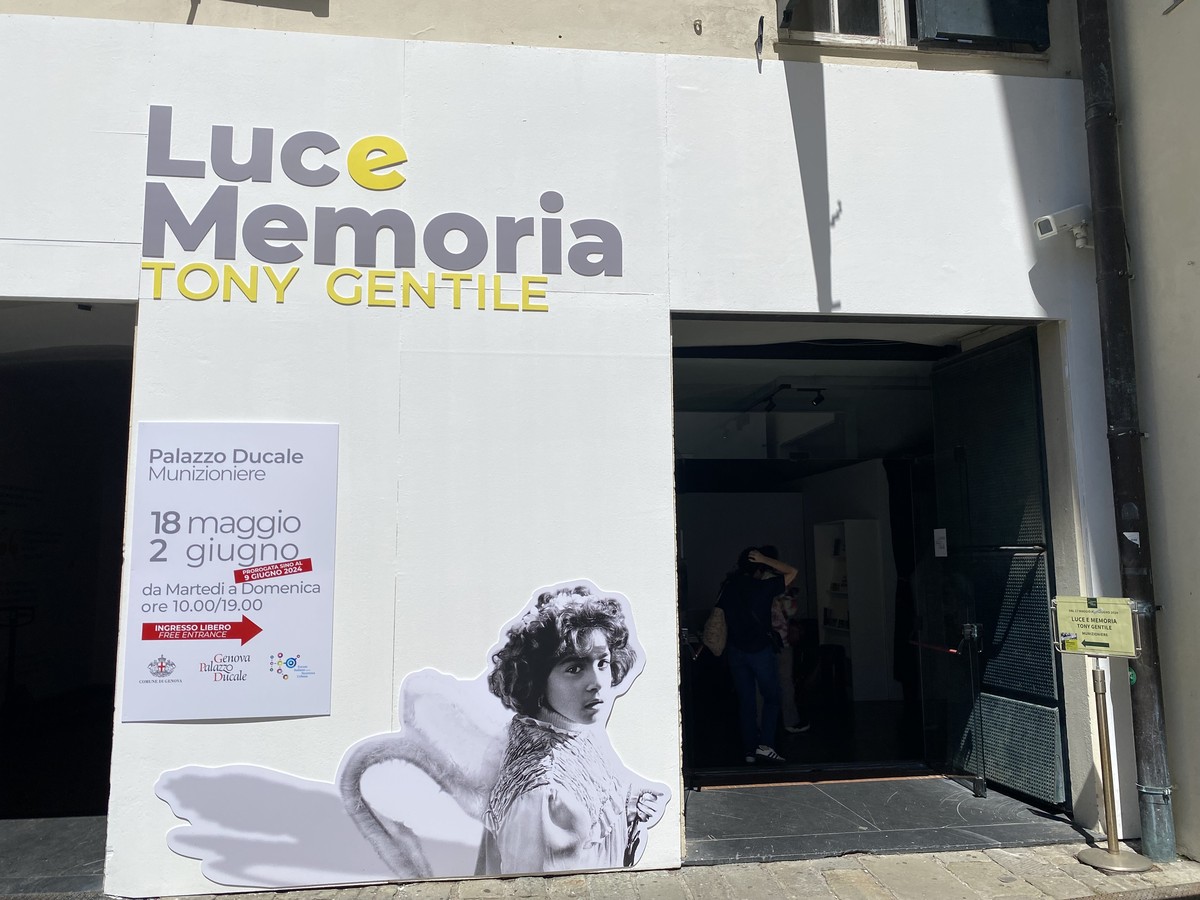 Luce
Memoria
TONY GENTILE
Palazzo Ducale
Munizioniere
18 maggio
2 giugno
PROROGATA SINO AL
9 GIUGNO 2024
da Martedi a Domenica
ore 10.00/19.00
INGRESSO LIBERO
FREE ENTRANCE
COMUNE DI GENOVA
Genova
Palazzo
Ducale
LUCE E MEMORIA
TONY GENTILE
MUNIZIONIERE